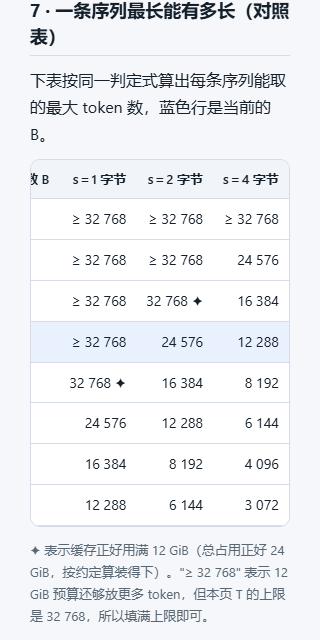 7 · 一条序列最长能有多长（对照
表）
下表按同一判定式算出每条序列能取
的最大 token 数，蓝色行是当前的
B。
数 B s = 1 字节 s = 2 字节 s = 4 字节
≥ 32 768 ≥ 32 768 ≥ 32 768
≥ 32 768 ≥ 32 768 24 576
≥ 32 768 32 768 ✦ 16 384
≥ 32 768 24 576 12 288
32 768 ✦ 16 384 8 192
24 576 12 288 6 144
16 384 8 192 4 096
12 288 6 144 3 072
✦ 表示缓存正好用满 12 GiB（总占用正好 24
GiB，按约定算装得下）。"≥ 32 768" 表示 12
GiB 预算还够放更多 token，但本页 T 的上限
是 32 768，所以填满上限即可。